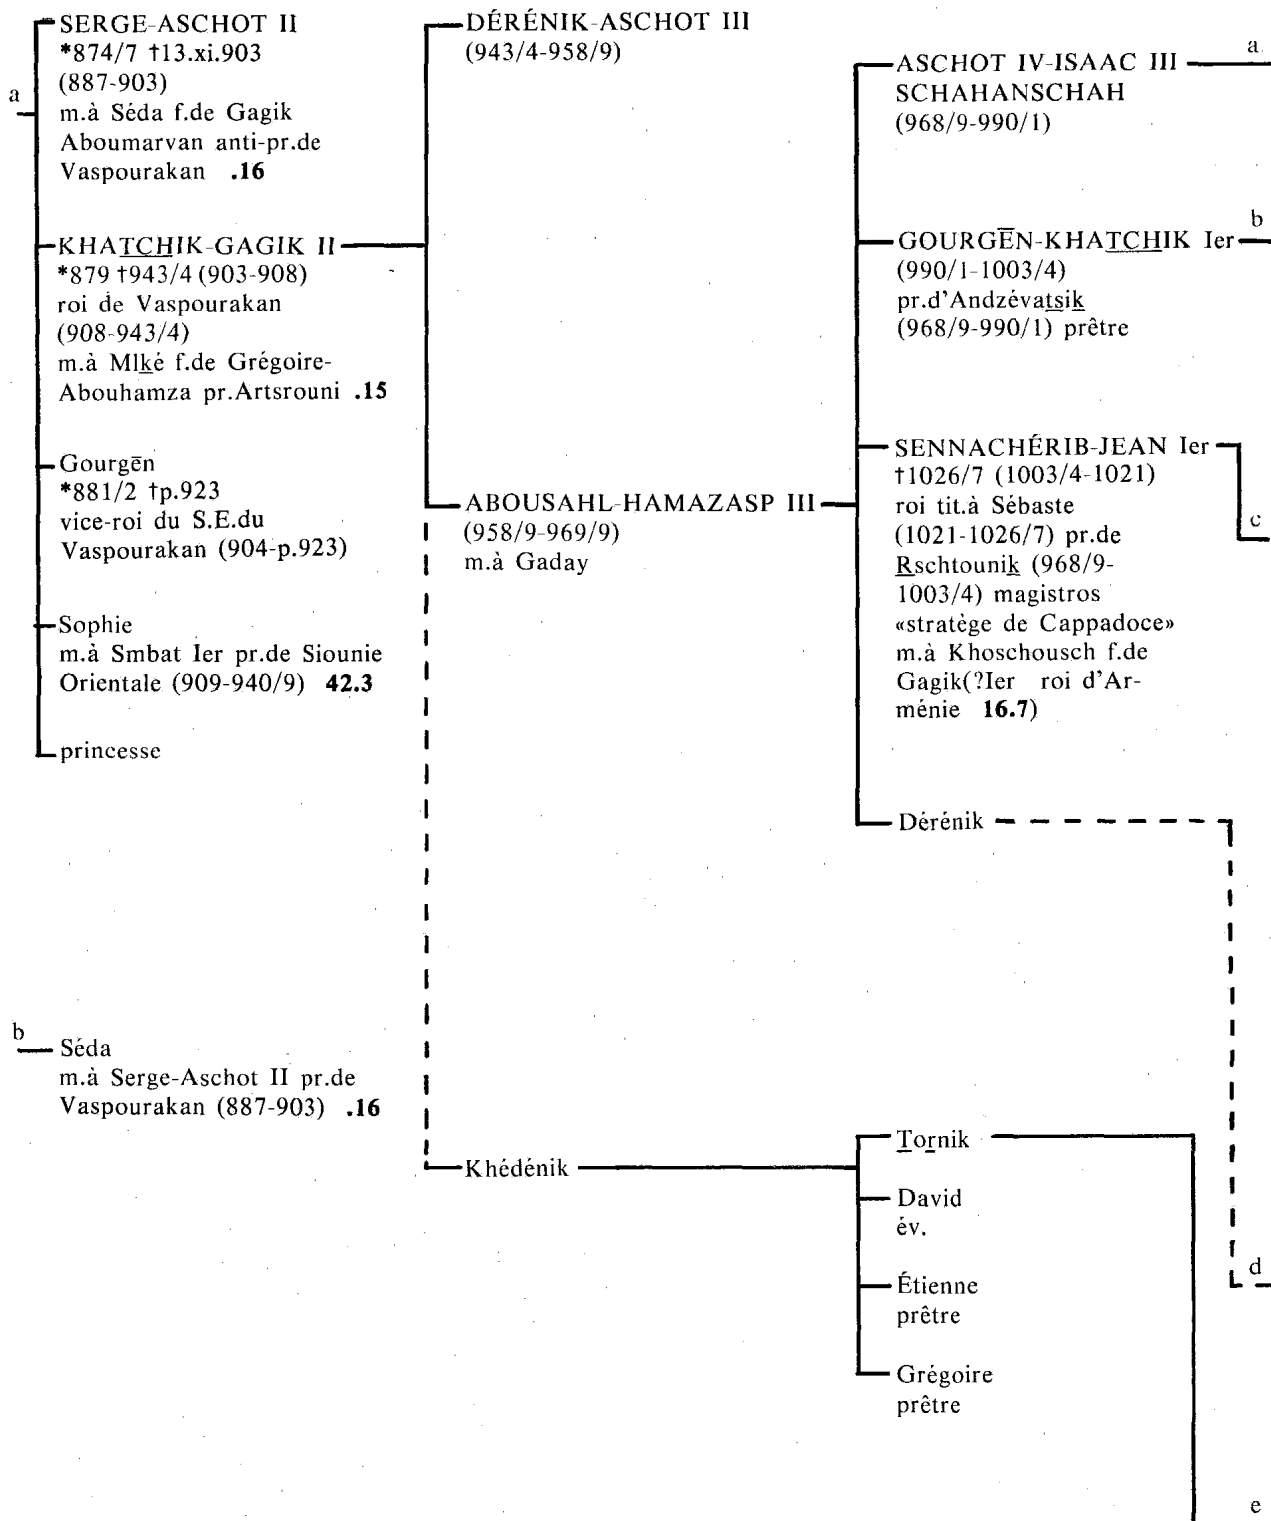 a
SERGE-ASCHOT II
*874/7 †13.xi.903
(887-903)
m.à Séda f.de Gagik
Aboumarvan anti-pr.de
Vaspourakan .16
KHATCHIK-GAGIK II
*879 †943/4 (903-908)
roi de Vaspourakan
(908-943/4)
m.à Mlké f.de Grégoire-
Abouhamza pr.Artsrouni .15
Gourgēn
*881/2 †p.923
vice-roi du S.E.du
Vaspourakan (904-p.923)
Sophie
m.à Smbat Ier pr.de Siounie
Orientale (909-940/9) 42.3
princesse
b
Séda
m.à Serge-Aschot II pr.de
Vaspourakan (887-903) .16
DÉRÉNIK-ASCHOT III
(943/4-958/9)
ABOUSAHL-HAMAZASP III
(958/9-969/9)
m.à Gaday
Khédénik
ASCHOT IV-ISAAC III
SCHAHANSCHAH
(968/9-990/1)
a
GOURGĒN-KHATCHIK Ier
(990/1-1003/4)
pr.d'Andzévatsik
(968/9-990/1) prêtre
b
SENNACHÉRIB-JEAN Ier
†1026/7 (1003/4-1021)
roi tit.à Sébaste
(1021-1026/7) pr.de
Rschtounik (968/9-
1003/4) magistros
«stratège de Cappadoce»
m.à Khoschousch f.de
Gagik(?Ier roi d'Ar-
ménie 16.7)
c
Dérénik
d
Tornik
David
év.
Étienne
prêtre
Grégoire
prêtre
e